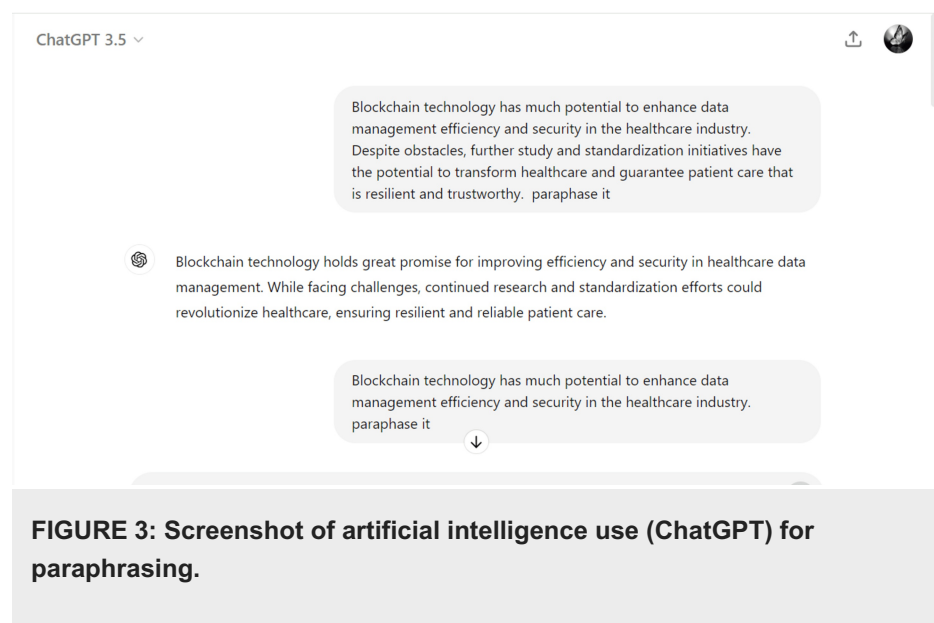 ChatGPT 3.5
Blockchain technology has much potential to enhance data
management efficiency and security in the healthcare industry.
Despite obstacles, further study and standardization initiatives have
the potential to transform healthcare and guarantee patient care that
is resilient and trustworthy.  paraphase it
Blockchain technology holds great promise for improving efficiency and security in healthcare data
management. While facing challenges, continued research and standardization efforts could
revolutionize healthcare, ensuring resilient and reliable patient care.
Blockchain technology has much potential to enhance data
management efficiency and security in the healthcare industry.
paraphase it
FIGURE 3: Screenshot of artificial intelligence use (ChatGPT) for
paraphrasing.